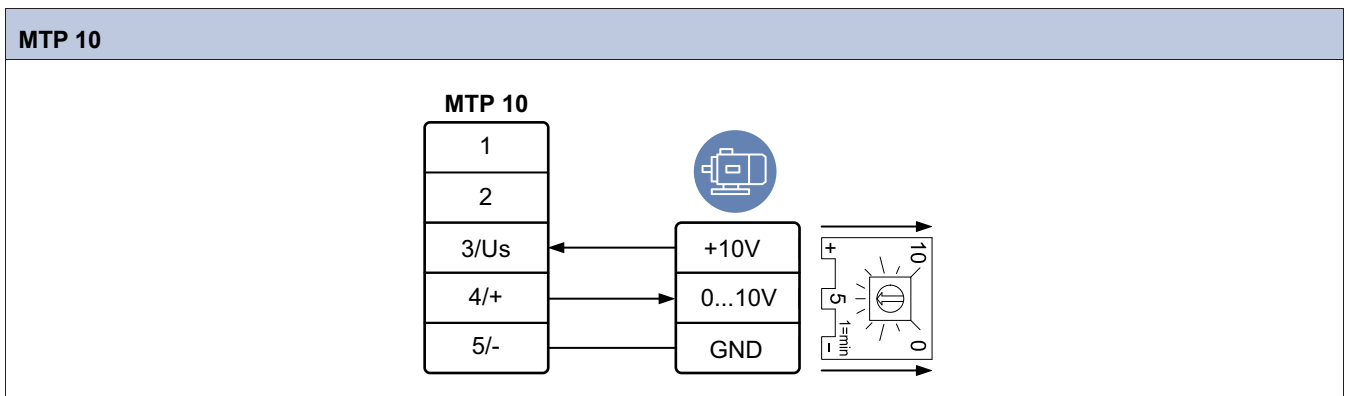 MTP 10
MTP 10
1
2
3/Us
4/+
5/-
+10V
0...10V
GND
+
10
5
1=min
-
0